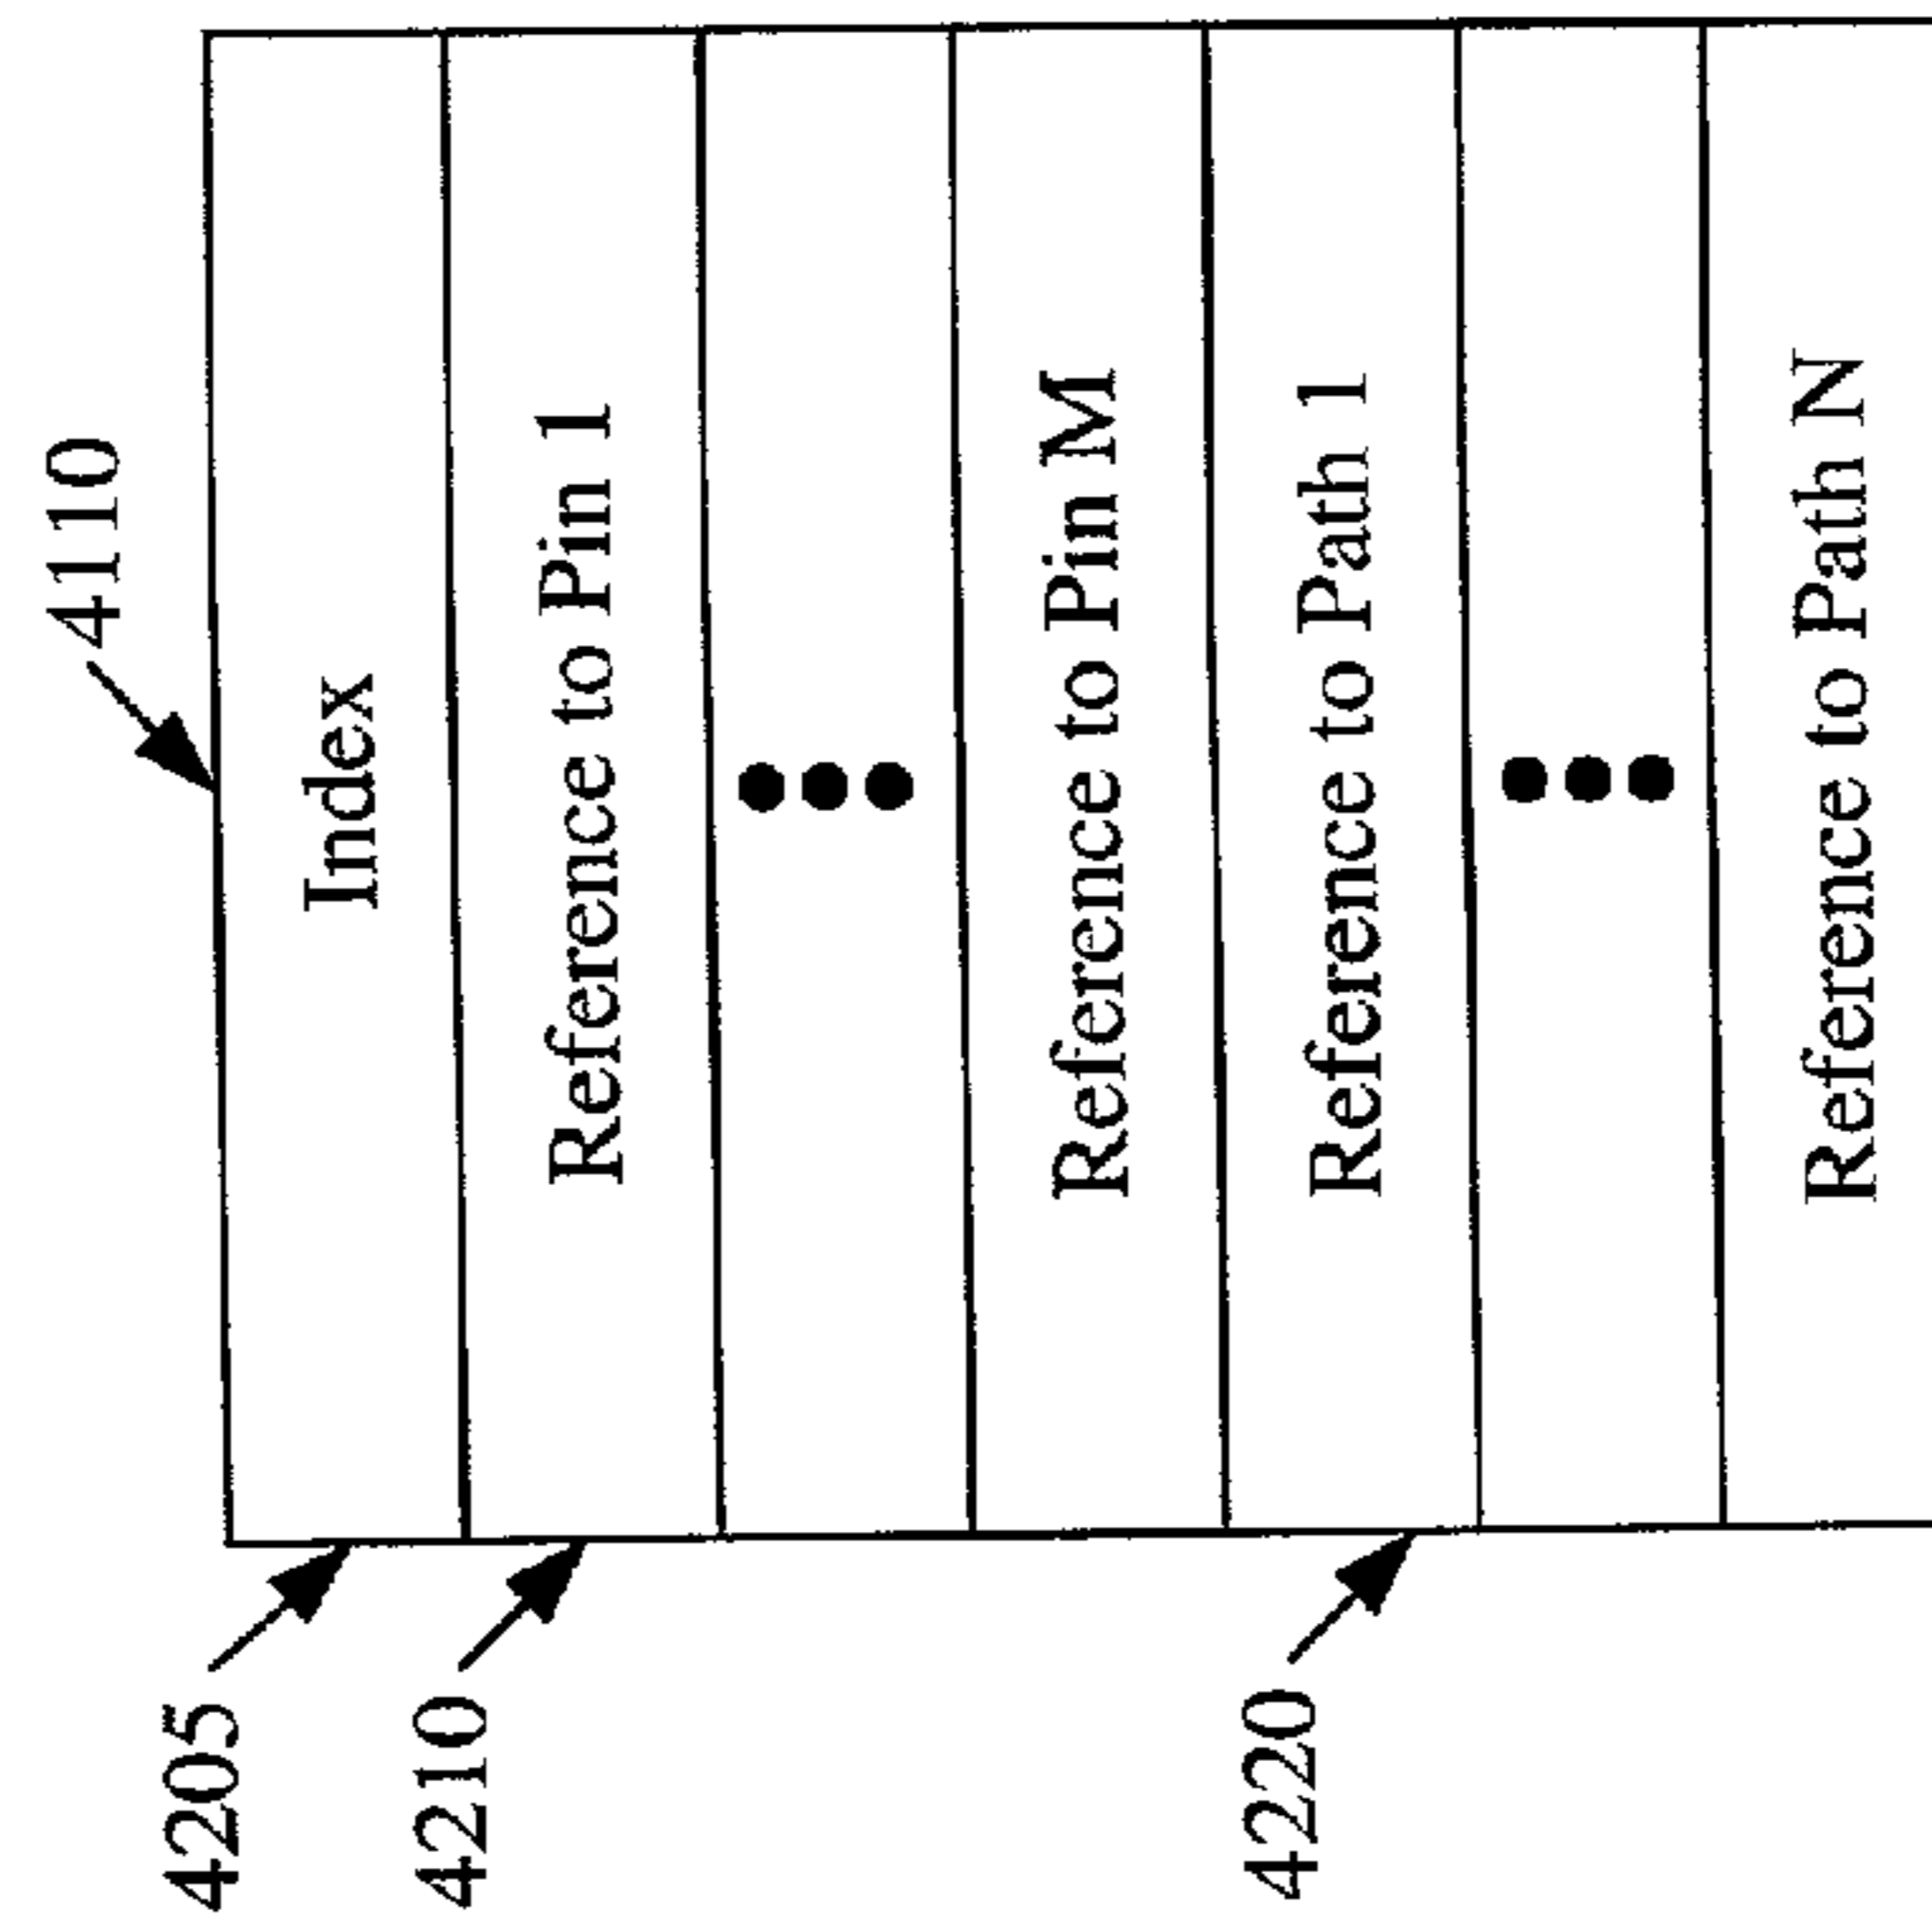 4110
4205
Index
4210
Reference to Pin 1
●●●
Reference to Pin M
4220
Reference to Path 1
●●●
Reference to Path N